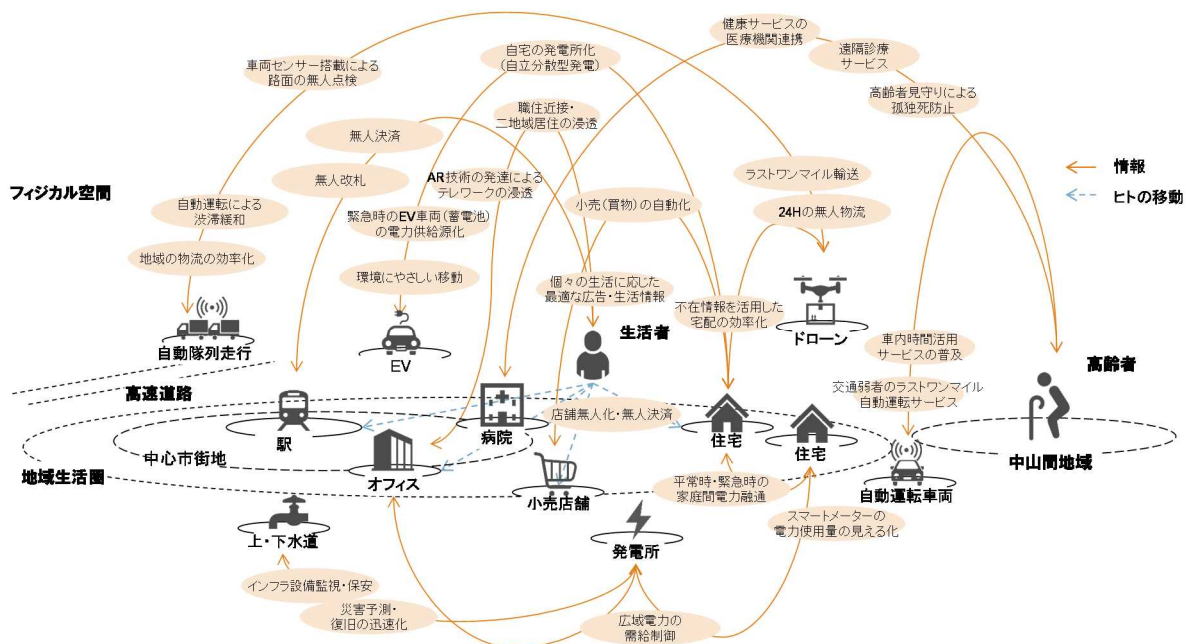 健康サービスの
医療機関連携
自宅の発電所化
(自立分散型発電)
遠隔診療
サービス
車両センサー搭載による
路面の無人点検
高齢者見守りによる
孤独死防止
職住近接・
二地域居住の浸透
無人決済
情報
無人改札
AR技術の発達による
テレワークの浸透
ラストワンマイル輸送
フィジカル空間
ヒトの移動
自動運転による
渋滞緩和
小売(買物)の自動化
24Hの無人物流
緊急時のEV車両(蓄電池)
の電力供給源化
地域の物流の効率化
環境にやさしい移動
個々の生活に応じた
最適な広告・生活情報
不在情報を活用した
宅配の効率化
生活者
ドローン
自動隊列走行
EV
車内時間活用
サービスの普及
高齢者
高速道路
交通弱者のラストワンマイル
自動運転サービス
店舗無人化・無人決済
駅
病院
住宅
住宅
中心市街地
中山間地域
地域生活圏
オフィス
小売店舗
平常時・緊急時の
家庭間電力融通
自動運転車両
スマートメーターの
電力使用量の見える化
上・下水道
発電所
インフラ設備監視・保安
災害予測・
復旧の迅速化
広域電力の
需給制御